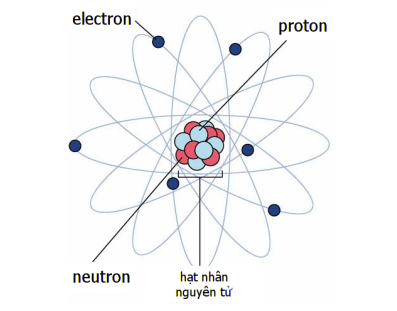 electron
proton
neutron
hạt nhân
nguyên tử